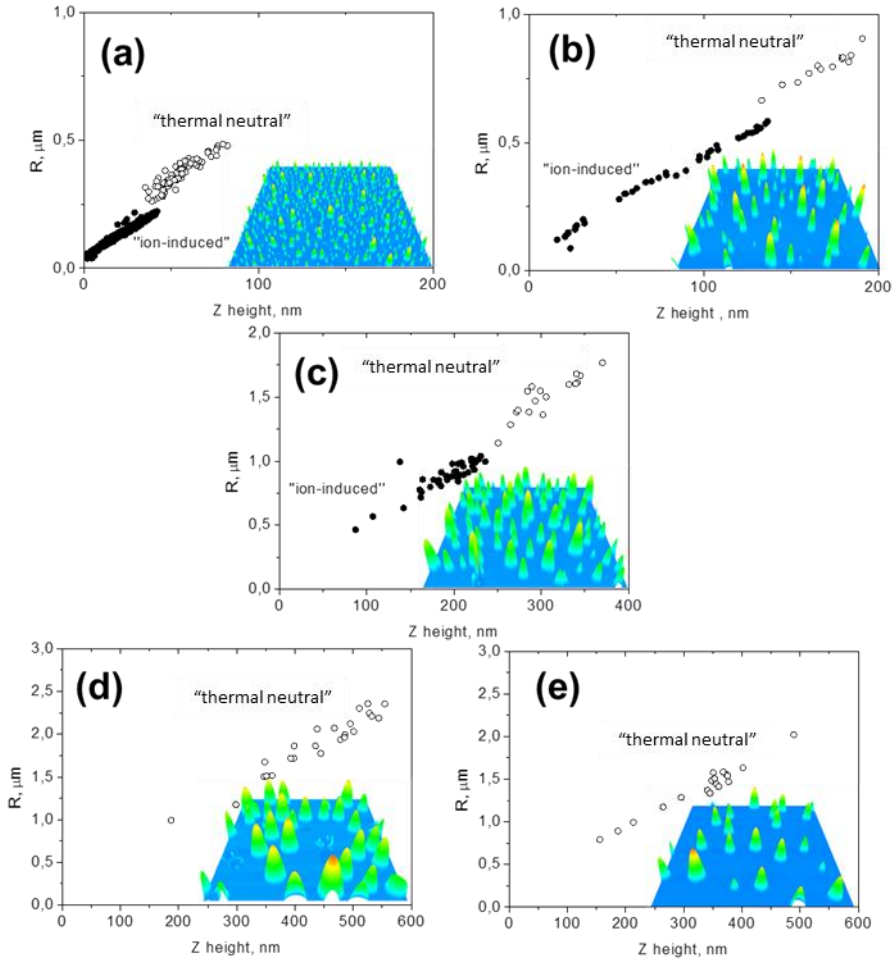 (a)
"thermal neutral"
"ion-induced"
R, μm
1,0
0,5
0,0
0
100
200
Z height, nm
(b)
"thermal neutral"
"ion-induced"
R, μm
1,0
0,5
0,0
0
100
200
Z height , nm
(c)
"thermal neutral"
"ion-induced"
R, μm
2,0
1,5
1,0
0,5
0,0
0
100
200
300
400
Z height, nm
(d)
"thermal neutral"
R, μm
3,0
2,5
2,0
1,5
1,0
0,5
0,0
0
100
200
300
400
500
600
Z height, nm
(e)
"thermal neutral"
R, μm
3,0
2,5
2,0
1,5
1,0
0,5
0,0
0
100
200
300
400
500
600
Z height, nm